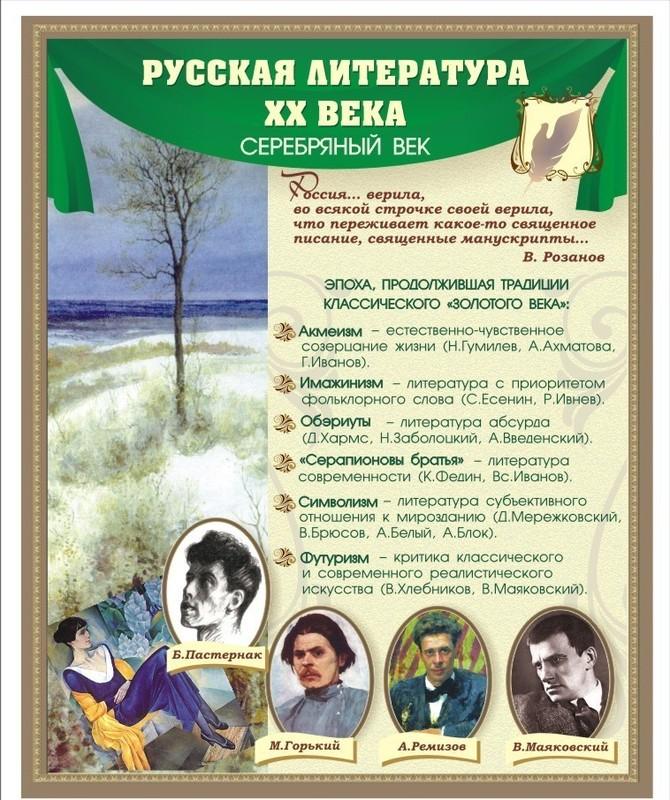 РУССКАЯ ЛИТЕРАТУРА
XX ВЕКА
СЕРЕБРЯНЫЙ ВЕК
Россия... верила,
во всякой строчке своей верила,
что переживает какое-то священное
писание, священные манускрипты...
В. Розанов
ЭПОХА, ПРОДОЛЖИВШАЯ ТРАДИЦИИ
КЛАССИЧЕСКОГО «ЗОЛОТОГО ВЕКА»:
Акмеизм – естественно-чувственное
созерцание жизни (Н.Гумилев, А.Ахматова,
Г.Иванов).
Имажинизм – литература с приоритетом
фольклорного слова (С.Есенин, Р.Ивнев).
Обэриуты – литература абсурда
(Д.Хармс, Н.Заболоцкий, А.Введенский).
«Серапионовы братья» – литература
современности (К.Федин, Вс.Иванов).
Символизм – литература субъективного
отношения к мирозданию (Д.Мережковский,
В.Брюсов, А.Белый, А.Блок).
Футуризм – критика классического
и современного реалистического
искусства (В.Хлебников, В.Маяковский).
Б.Пастернак
М.Горький
А.Ремизов
В.Маяковский